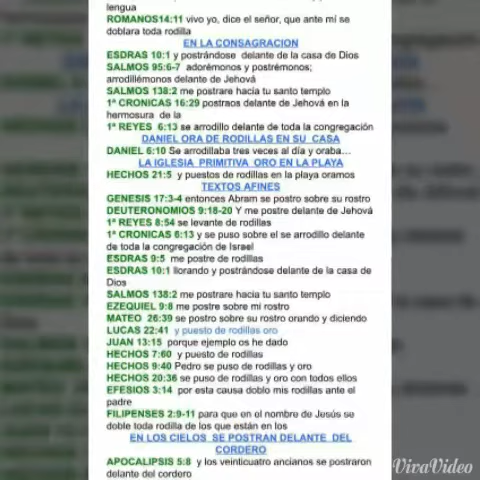 lengua
ROMANOS14:11 vivo yo, dice el señor, que ante mí se
doblara toda rodilla
EN LA CONSAGRACION
ESDRAS 10:1 y postrándose delante de la casa de Dios
SALMOS 95:6-7 adorémonos y postrémonos;
arrodillémonos delante de Jehová
SALMOS 138:2 me postrare hacia tu santo templo
1ª CRONICAS 16:29 postraos delante de Jehová en la
hermosura de la
1ª REYES 6:13 se arrodillo delante de toda la congregación
DANIEL ORA DE RODILLAS EN SU CASA
DANIEL 6:10 Se arrodillaba tres veces al día y oraba…
LA IGLESIA PRIMITIVA ORO EN LA PLAYA
HECHOS 21:5 y puestos de rodillas en la playa oramos
TEXTOS AFINES
GENESIS 17:3-4 entonces Abram se postro sobre su rostro
DEUTERONOMIOS 9:18-20 Y me postre delante de Jehová
1ª REYES 8:54 se levante de rodillas
1ª CRONICAS 6:13 y se puso sobre el se arrodillo delante
de toda la congregación de Israel
ESDRAS 9:5 me postre de rodillas
ESDRAS 10:1 llorando y postrándose delante de la casa de
Dios
SALMOS 138:2 me postrare hacia tu santo templo
EZEQUIEL 9:8 me postre sobre mi rostro
MATEO 26:39 se postro sobre su rostro orando y diciendo
LUCAS 22:41 y puesto de rodillas oro
JUAN 13:15 porque ejemplo os he dado
HECHOS 7:60 y puesto de rodillas
HECHOS 9:40 Pedro se puso de rodillas y oro
HECHOS 20:36 se puso de rodillas y oro con todos ellos
EFESIOS 3:14 por esta causa doblo mis rodillas ante el
padre
FILIPENSES 2:9-11 para que en el nombre de Jesús se
doble toda rodilla de los que están en los
EN LOS CIELOS SE POSTRAN DELANTE DEL
CORDERO
APOCALIPSIS 5:8 y los veinticuatro ancianos se postraron
delante del cordero
VivaVideo